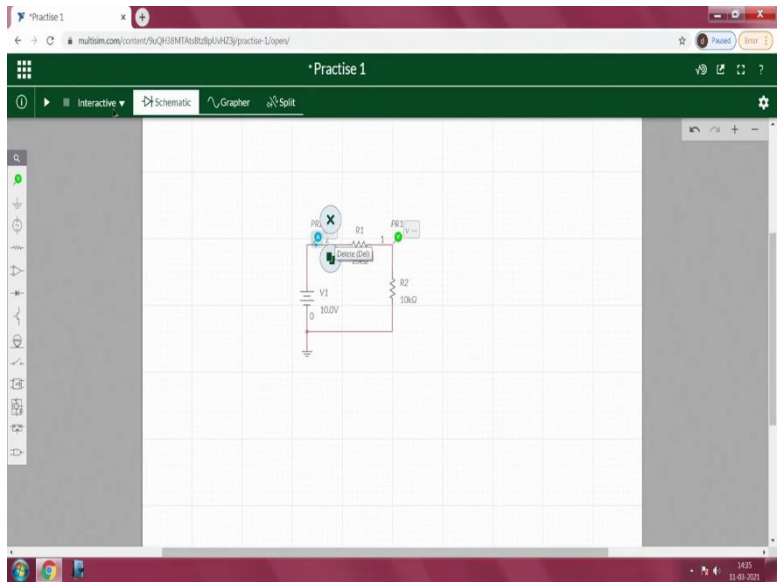 *Practise 1
multisim.com/content/9uQH38MTAtsBtzBpUvHZ3j/practise-1/open/
d Paused
Error
*Practise 1
Interactive
Schematic
Grapher
Split
PR1
R1
V --
2
1
A
V
Delete (Del)
R2
10kΩ
V1
10.0V
0
14:35
11-03-2021